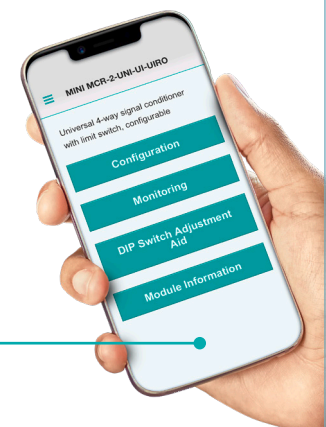 MINI MCR-2-UNI-UI-UIRO
Universal 4-way signal conditioner
with limit switch, configurable
Configuration
Monitoring
DIP Switch Adjustment
Aid
Module Information